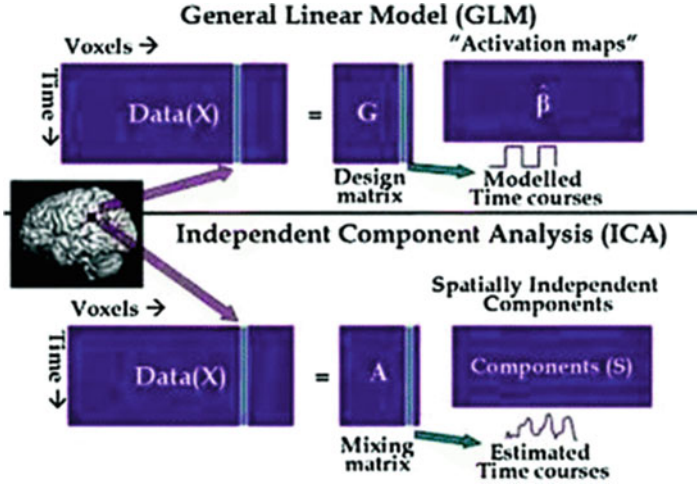 General Linear Model (GLM)
Voxels →
"Activation maps"
Time →
Data(X)
=
G
β̂
Design
matrix
Modelled
Time courses
Independent Component Analysis (ICA)
Voxels →
Spatially Independent
Components
Time →
Data(X)
=
A
Components (S)
Mixing
matrix
Estimated
Time courses